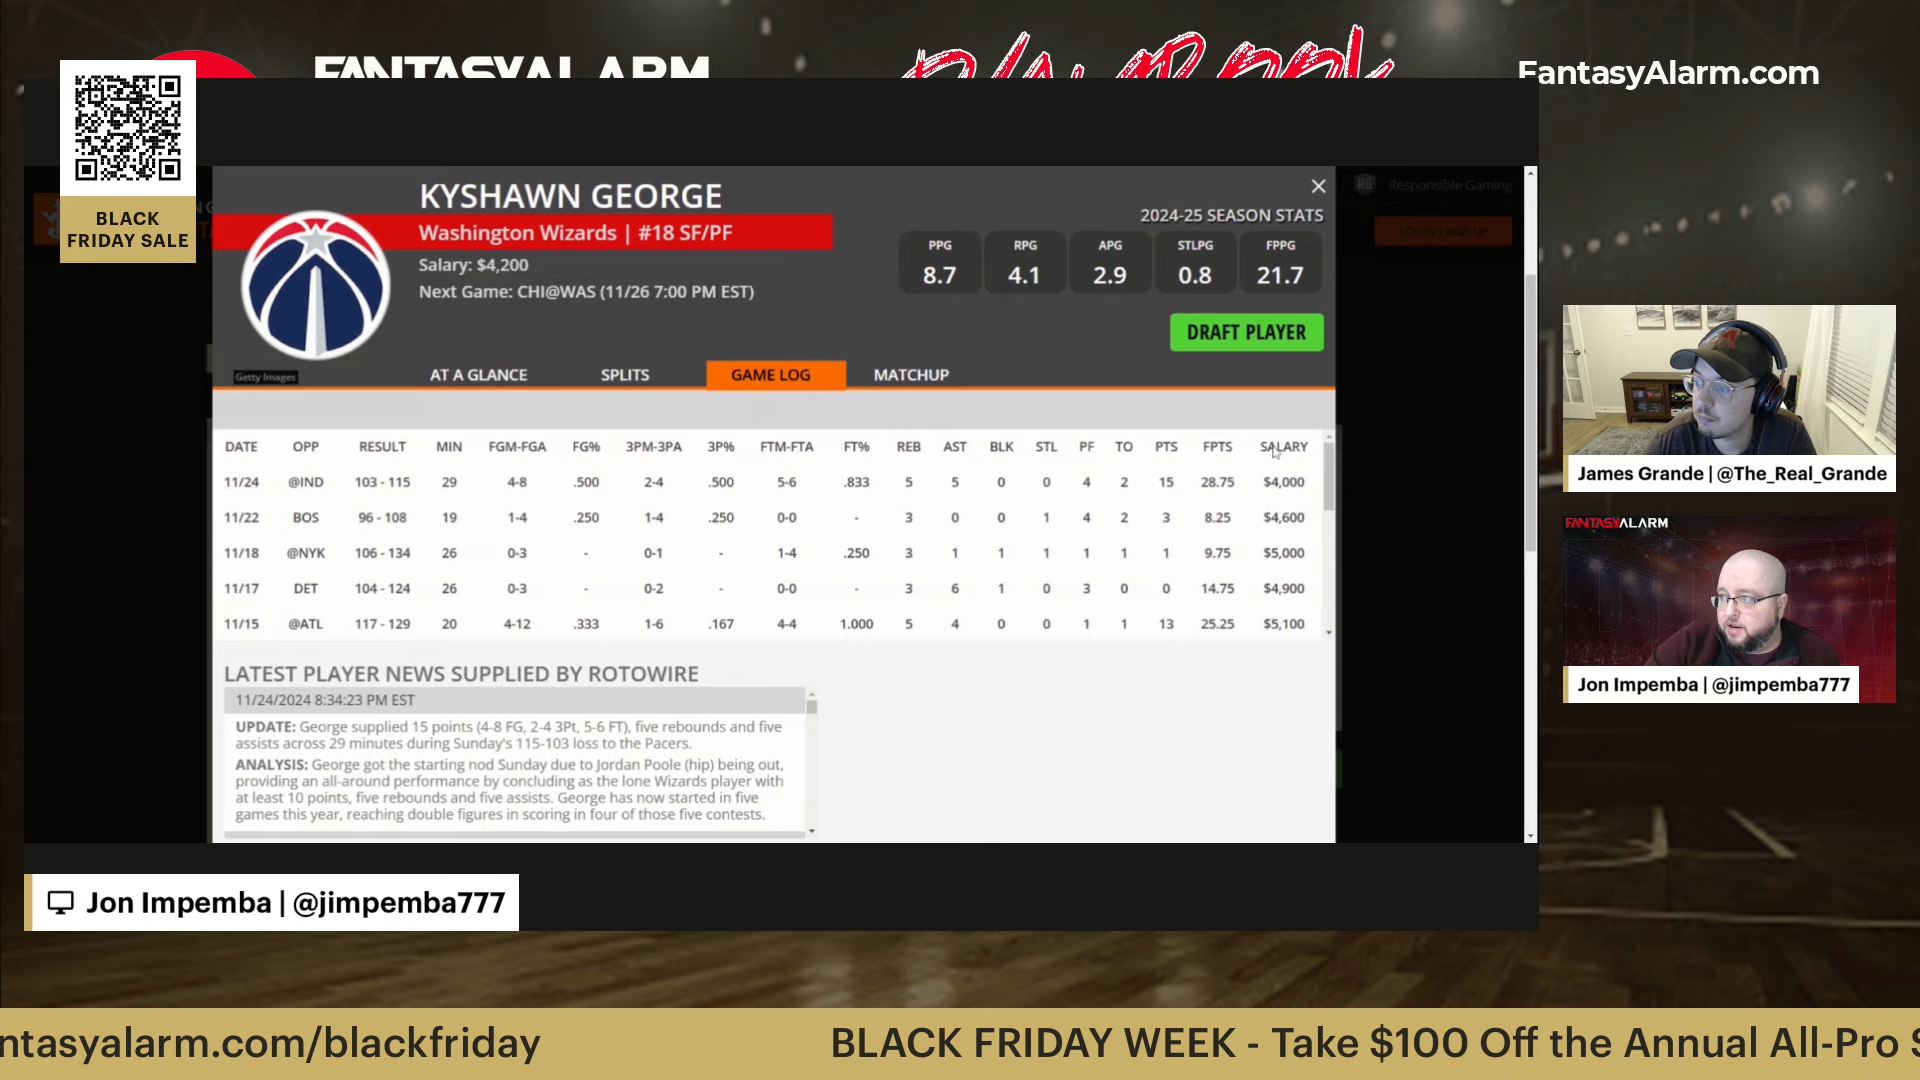 FANTASYALARM
PLAYER POOL
FantasyAlarm.com
BLACK
FRIDAY SALE
KYSHAWN GEORGE
Washington Wizards | #18 SF/PF
Salary: $4,200
Next Game: CHI@WAS (11/26 7:00 PM EST)
2024-25 SEASON STATS
PPG RPG APG STLPG FPPG
8.7 4.1 2.9 0.8 21.7
DRAFT PLAYER
RG Responsible Gaming
LOG IN / SIGN UP
Getty Images
AT A GLANCE SPLITS GAME LOG MATCHUP
DATE OPP RESULT MIN FGM-FGA FG% 3PM-3PA 3P% FTM-FTA FT% REB AST BLK STL PF TO PTS FPTS SALARY
11/24 @IND 103 - 115 29 4-8 .500 2-4 .500 5-6 .833 5 5 0 0 4 2 15 28.75 $4,000
11/22 BOS 96 - 108 19 1-4 .250 1-4 .250 0-0 - 3 0 0 1 4 2 3 8.25 $4,600
11/18 @NYK 106 - 134 26 0-3 - 0-1 - 1-4 .250 3 1 1 1 1 1 1 9.75 $5,000
11/17 DET 104 - 124 26 0-3 - 0-2 - 0-0 - 3 6 1 0 3 0 0 14.75 $4,900
11/15 @ATL 117 - 129 20 4-12 .333 1-6 .167 4-4 1.000 5 4 0 0 1 1 13 25.25 $5,100
LATEST PLAYER NEWS SUPPLIED BY ROTOWIRE
11/24/2024 8:34:23 PM EST
UPDATE: George supplied 15 points (4-8 FG, 2-4 3Pt, 5-6 FT), five rebounds and five
assists across 29 minutes during Sunday's 115-103 loss to the Pacers.
ANALYSIS: George got the starting nod Sunday due to Jordan Poole (hip) being out,
providing an all-around performance by concluding as the lone Wizards player with
at least 10 points, five rebounds and five assists. George has now started in five
games this year, reaching double figures in scoring in four of those five contests.
James Grande | @The_Real_Grande
FANTASYALARM
Jon Impemba | @jimpemba777
Jon Impemba | @jimpemba777
ntasyalarm.com/blackfriday
BLACK FRIDAY WEEK - Take $100 Off the Annual All-Pro S